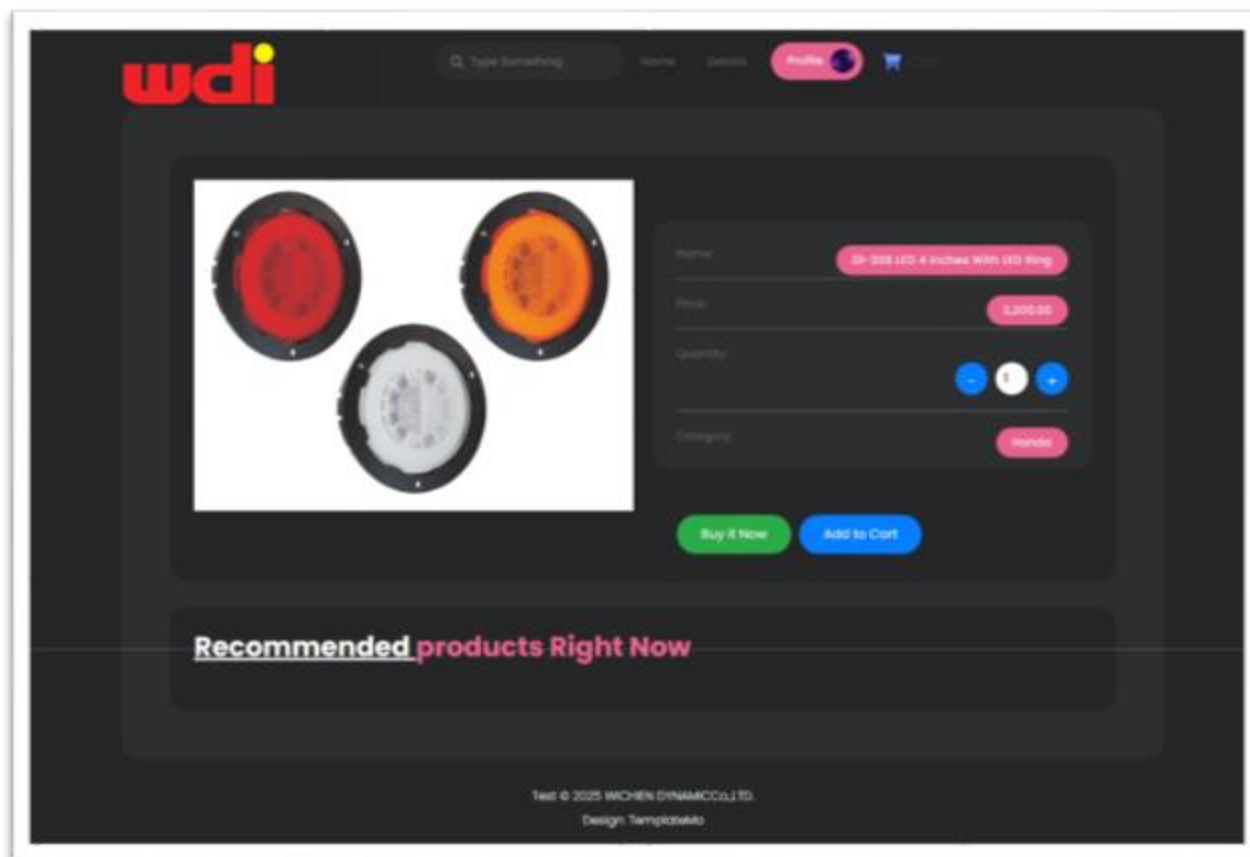 wdi
Type Something
Home
Details
Profile
Name:
LED 4 Inches With LED Ring
Price:
3,200.00
Quantity:
-
1
+
Category:
Honda
Buy It Now
Add to Cart
Recommended products Right Now
Test © 2025 WICHIEN DYNAMICCo,.LTD.
Design: TemplateMo